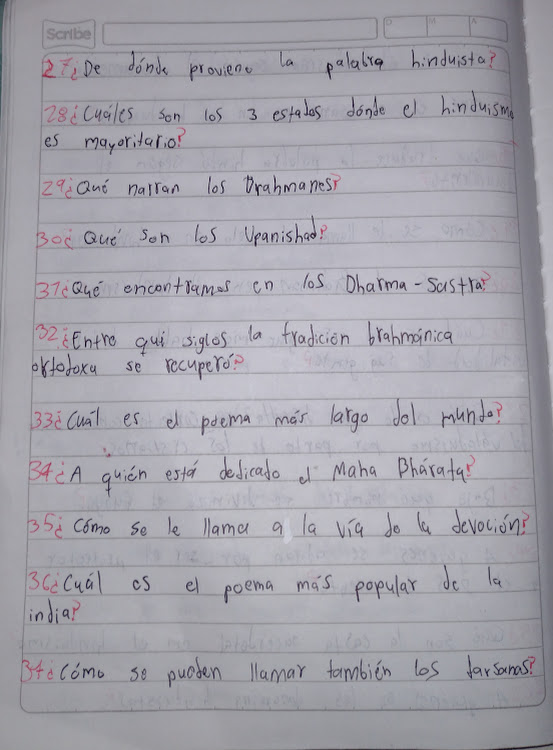 Scribe
D M A
27¿De dónde proviene la palabra hinduista?
28¿Cuáles son los 3 estados dónde el hinduismo
es mayoritario?
29¿Qué narran los Brahmanes?
30¿Qué son los Upanishad?
31¿Qué encontramos en los Dharma-Sastra?
32¿Entre qui siglos la tradición brahmánica
ortodoxa se recuperó?
33¿Cuál es el poema más largo del mundo?
34¿A quién está dedicado el Maha Bhárata?
35¿Cómo se le llama a la vía de la devoción?
36¿Cuál es el poema más popular de la
india?
37¿Cómo se pueden llamar también los darsanas?